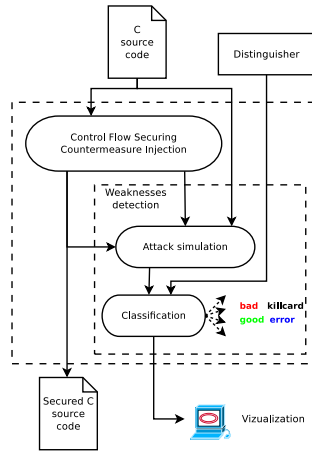 C
source
code
Distinguisher
Control Flow Securing
Countermeasure Injection
Weaknesses
detection
Attack simulation
Classification
bad killcard
good error
Secured C
source
code
Vizualization